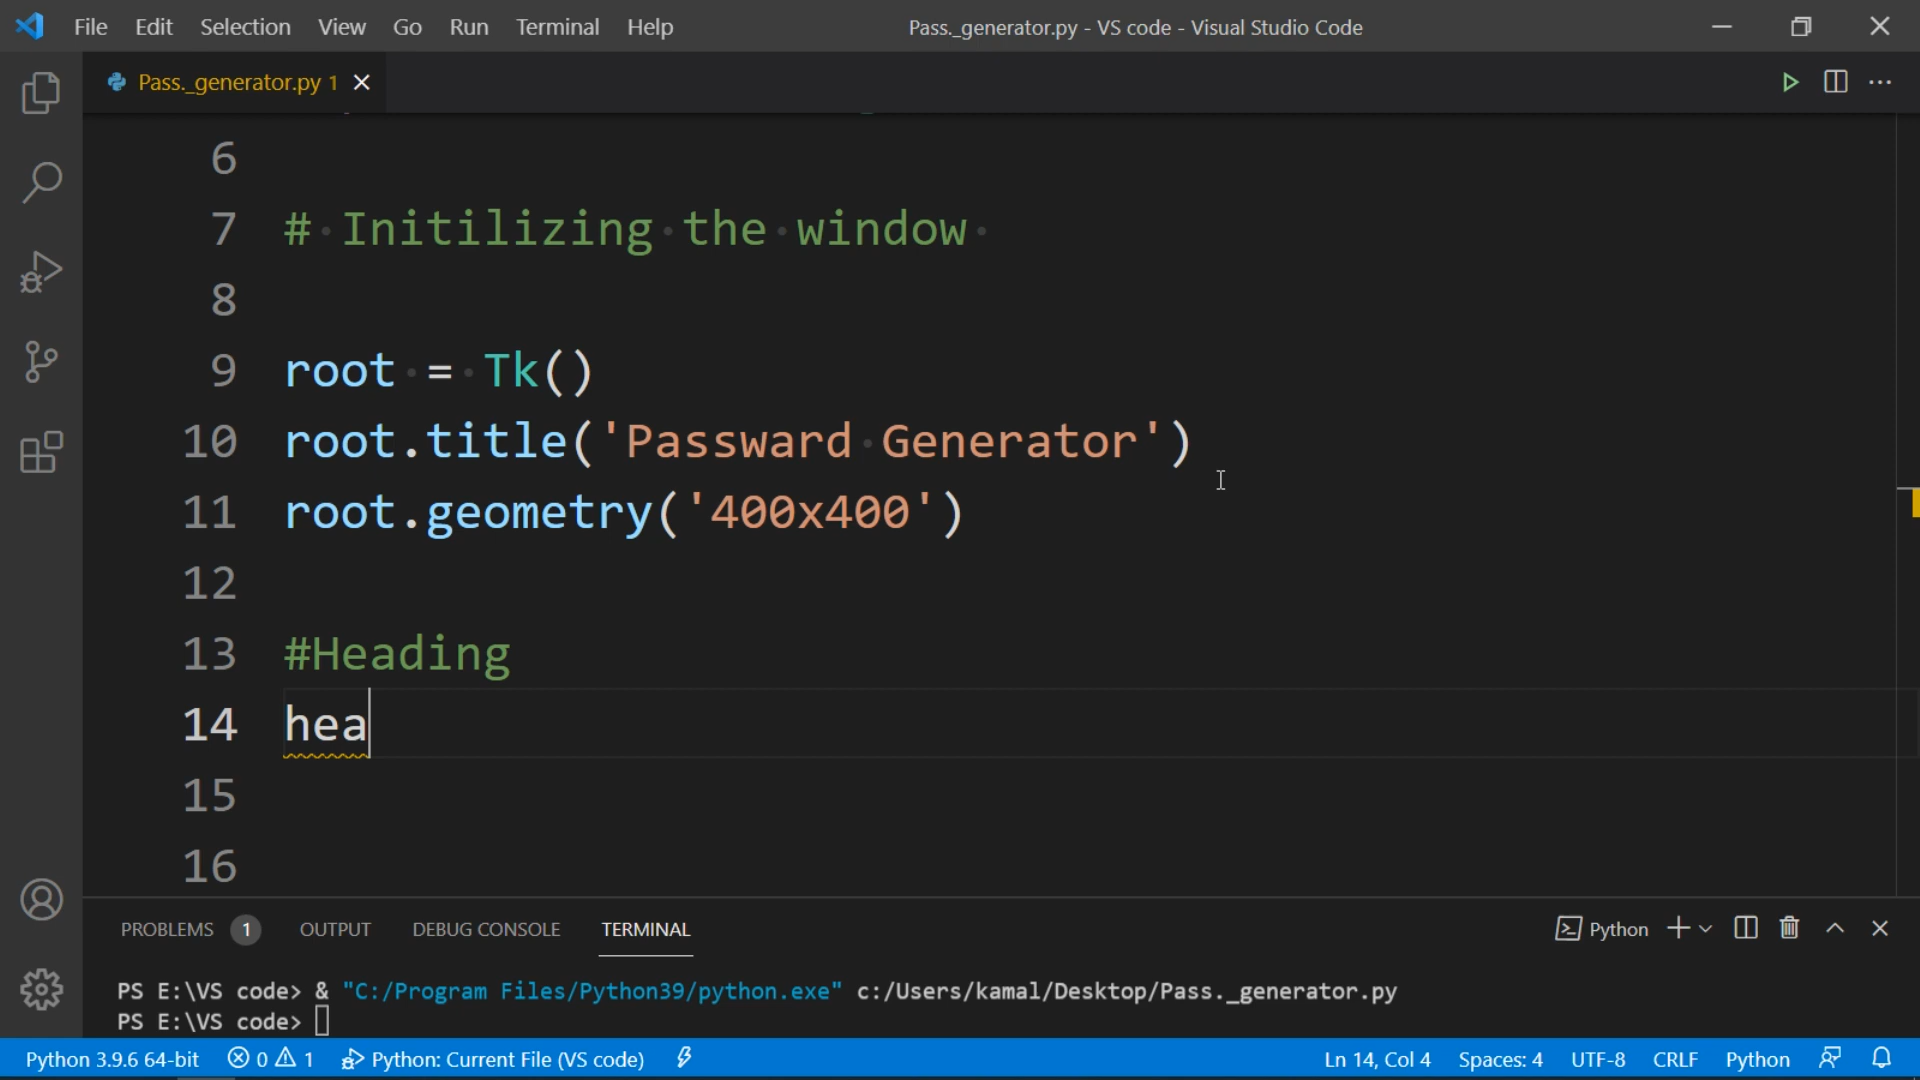 File Edit Selection View Go Run Terminal Help Pass._generator.py - VS code - Visual Studio Code
Pass._generator.py 1
6
7 # Initilizing the window
8
9 root = Tk()
10 root.title('Passward Generator')
11 root.geometry('400x400')
12
13 #Heading
14 hea
15
16
PROBLEMS 1 OUTPUT DEBUG CONSOLE TERMINAL Python
PS E:\VS code> & "C:/Program Files/Python39/python.exe" c:/Users/kamal/Desktop/Pass._generator.py
PS E:\VS code>
Python 3.9.6 64-bit 0 1 Python: Current File (VS code) Ln 14, Col 4 Spaces: 4 UTF-8 CRLF Python